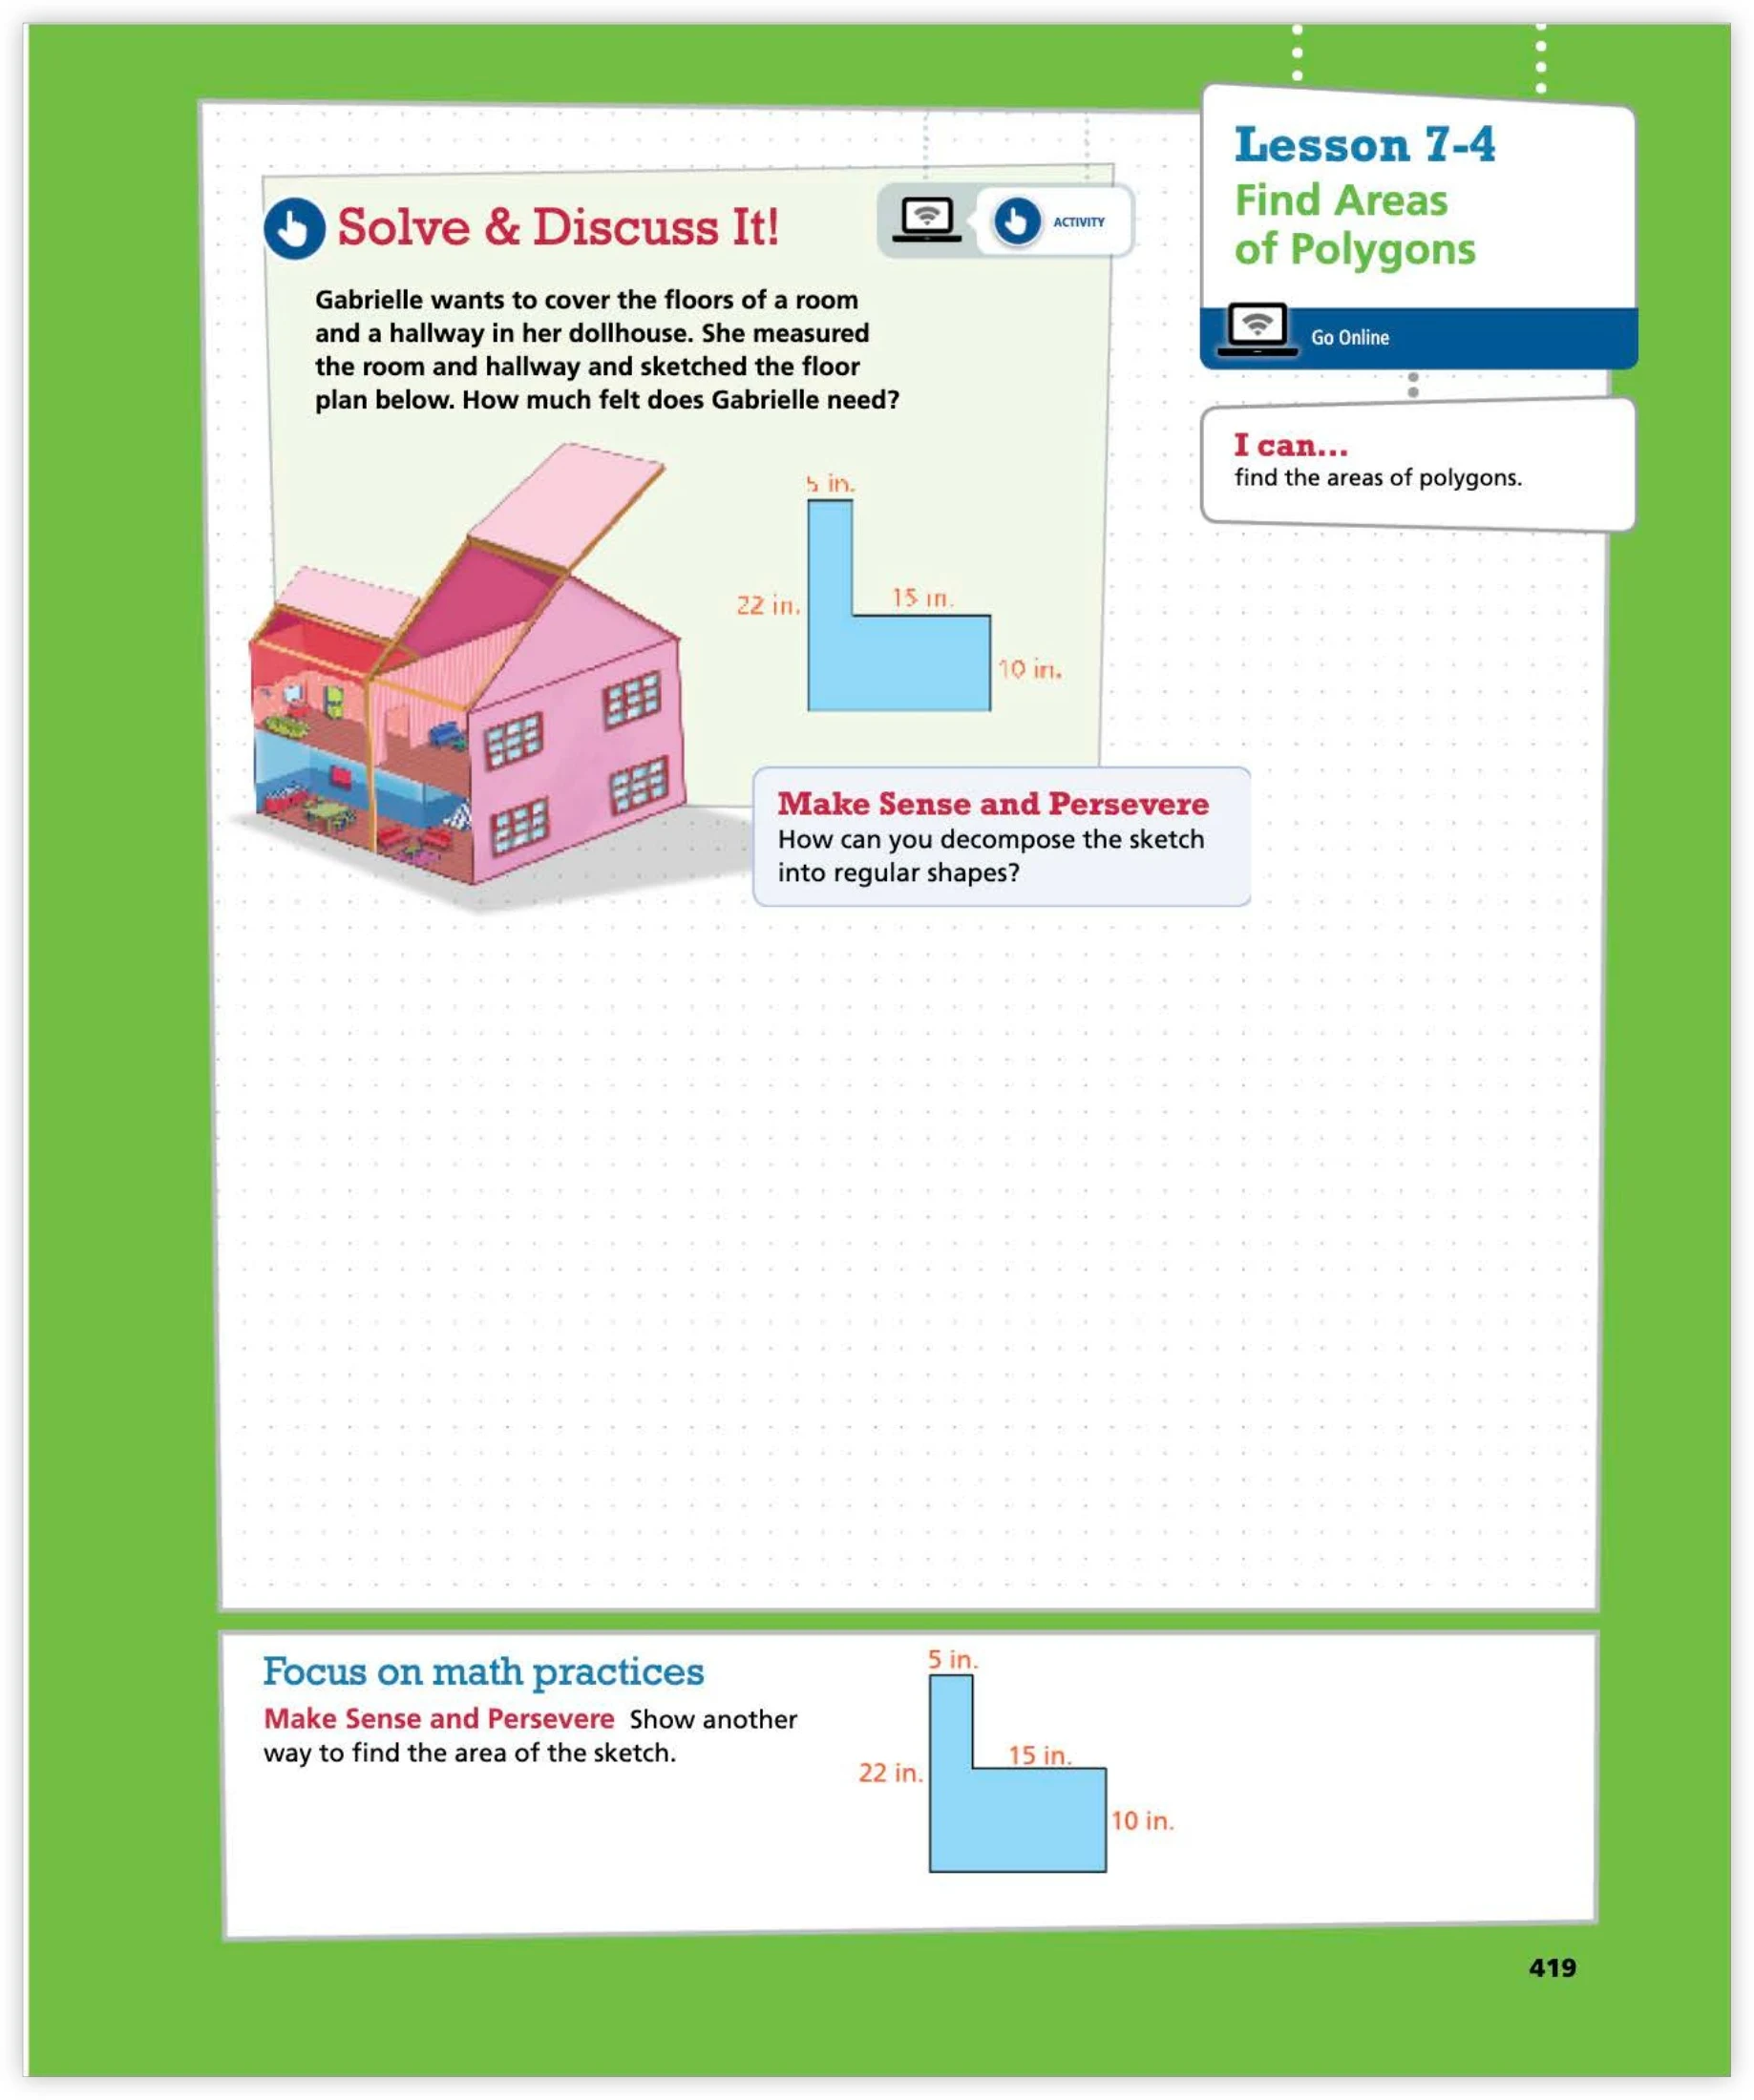 Lesson 7-4
Find Areas
of Polygons
Go Online
I can...
find the areas of polygons.
Solve & Discuss It!
ACTIVITY
Gabrielle wants to cover the floors of a room
and a hallway in her dollhouse. She measured
the room and hallway and sketched the floor
plan below. How much felt does Gabrielle need?
5 in.
22 in.
15 in.
10 in.
Make Sense and Persevere
How can you decompose the sketch
into regular shapes?
Focus on math practices
Make Sense and Persevere Show another
way to find the area of the sketch.
5 in.
22 in.
15 in.
10 in.
419